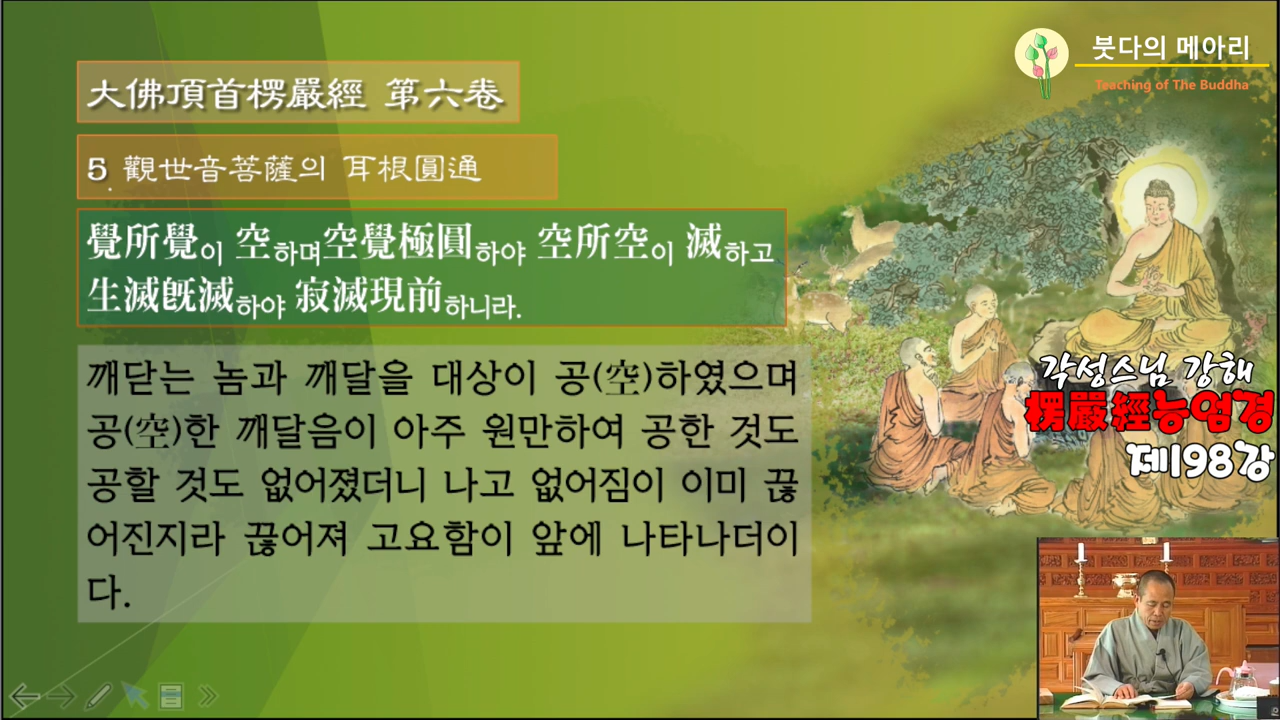 붓다의 메아리
Teaching of The Buddha
大佛頂首楞嚴經 第六卷
5. 觀世音菩薩의 耳根圓通
覺所覺이 空하며空覺極圓하야 空所空이 滅하고
生滅旣滅하야 寂滅現前하니라.
깨닫는 놈과 깨달을 대상이 공(空)하였으며
공(空)한 깨달음이 아주 원만하여 공한 것도
공할 것도 없어졌더니 나고 없어짐이 이미 끊
어진지라 끊어져 고요함이 앞에 나타나더이
다.
각성스님 강해
楞嚴經능엄경
제198강